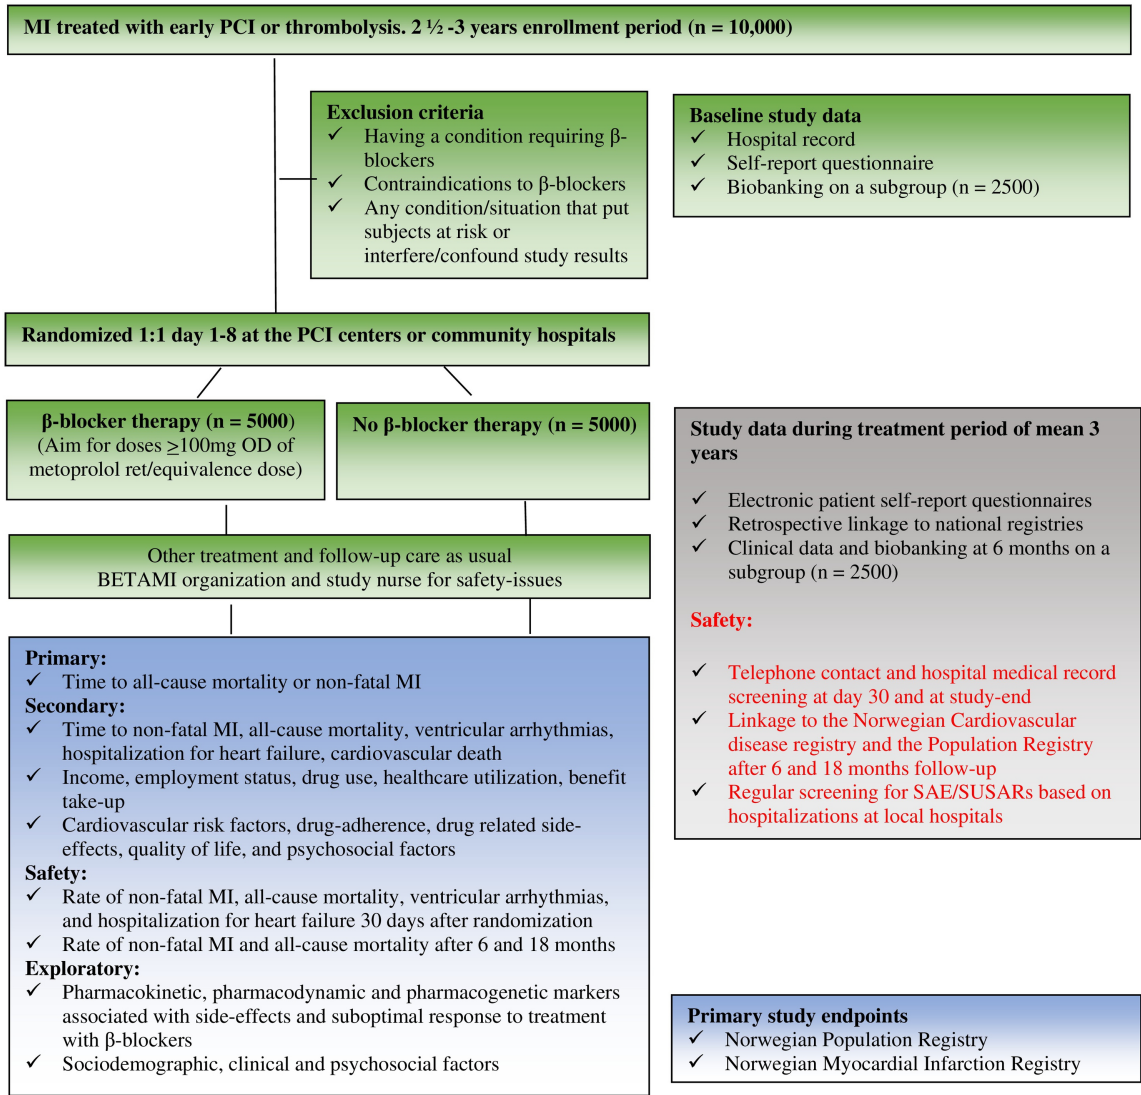 MI treated with early PCI or thrombolysis. 2 ½ -3 years enrollment period (n = 10,000)
Exclusion criteria
✓ Having a condition requiring β-
blockers
✓ Contraindications to β-blockers
✓ Any condition/situation that put
subjects at risk or
interfere/confound study results
Baseline study data
✓ Hospital record
✓ Self-report questionnaire
✓ Biobanking on a subgroup (n = 2500)
Randomized 1:1 day 1-8 at the PCI centers or community hospitals
β-blocker therapy (n = 5000)
(Aim for doses ≥100mg OD of
metoprolol ret/equivalence dose)
No β-blocker therapy (n = 5000)
Other treatment and follow-up care as usual
BETAMI organization and study nurse for safety-issues
Study data during treatment period of mean 3
years
✓ Electronic patient self-report questionnaires
✓ Retrospective linkage to national registries
✓ Clinical data and biobanking at 6 months on a
subgroup (n = 2500)
Safety:
✓ Telephone contact and hospital medical record
screening at day 30 and at study-end
✓ Linkage to the Norwegian Cardiovascular
disease registry and the Population Registry
after 6 and 18 months follow-up
✓ Regular screening for SAE/SUSARs based on
hospitalizations at local hospitals
Primary:
✓ Time to all-cause mortality or non-fatal MI
Secondary:
✓ Time to non-fatal MI, all-cause mortality, ventricular arrhythmias,
hospitalization for heart failure, cardiovascular death
✓ Income, employment status, drug use, healthcare utilization, benefit
take-up
✓ Cardiovascular risk factors, drug-adherence, drug related side-
effects, quality of life, and psychosocial factors
Safety:
✓ Rate of non-fatal MI, all-cause mortality, ventricular arrhythmias,
and hospitalization for heart failure 30 days after randomization
✓ Rate of non-fatal MI and all-cause mortality after 6 and 18 months
Exploratory:
✓ Pharmacokinetic, pharmacodynamic and pharmacogenetic markers
associated with side-effects and suboptimal response to treatment
with β-blockers
✓ Sociodemographic, clinical and psychosocial factors
Primary study endpoints
✓ Norwegian Population Registry
✓ Norwegian Myocardial Infarction Registry